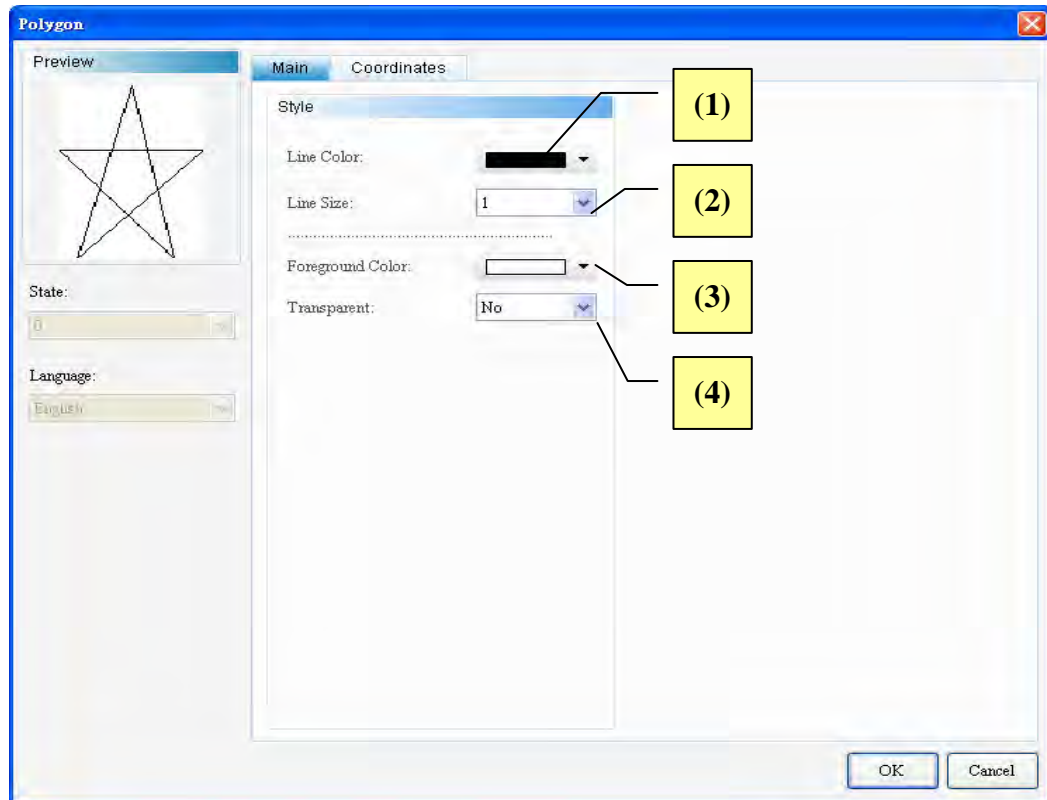 Polygon
Preview
Main
Coordinates
Style
(1)
Line Color:
Line Size:
1
(2)
Foreground Color:
(3)
Transparent:
No
(4)
State:
0
Language:
English
OK
Cancel